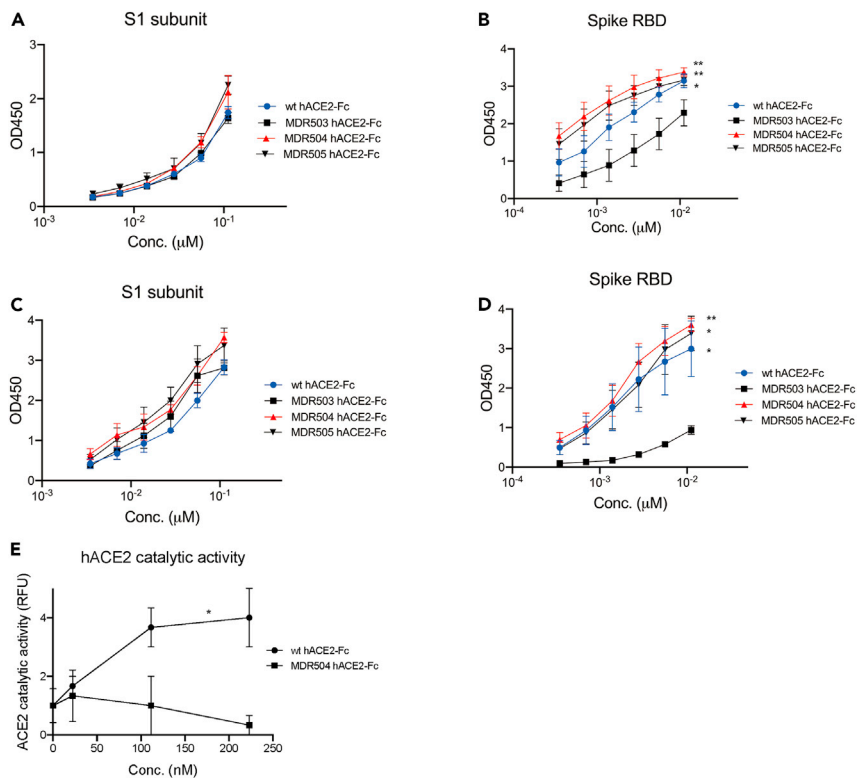 A
S1 subunit
3
2
1
0
OD450
10-3
10-2
10-1
Conc. (μM)
wt hACE2-Fc
MDR503 hACE2-Fc
MDR504 hACE2-Fc
MDR505 hACE2-Fc
B
Spike RBD
4
3
2
1
0
OD450
10-4
10-3
10-2
Conc. (μM)
**
**
*
wt hACE2-Fc
MDR503 hACE2-Fc
MDR504 hACE2-Fc
MDR505 hACE2-Fc
C
S1 subunit
4
3
2
1
0
OD450
10-3
10-2
10-1
Conc. (μM)
wt hACE2-Fc
MDR503 hACE2-Fc
MDR504 hACE2-Fc
MDR505 hACE2-Fc
D
Spike RBD
4
3
2
1
0
OD450
10-4
10-3
10-2
Conc. (μM)
**
*
*
wt hACE2-Fc
MDR503 hACE2-Fc
MDR504 hACE2-Fc
MDR505 hACE2-Fc
E
hACE2 catalytic activity
4
2
0
ACE2 catalytic activity (RFU)
*
0 50 100 150 200 250
Conc. (nM)
wt hACE2-Fc
MDR504 hACE2-Fc